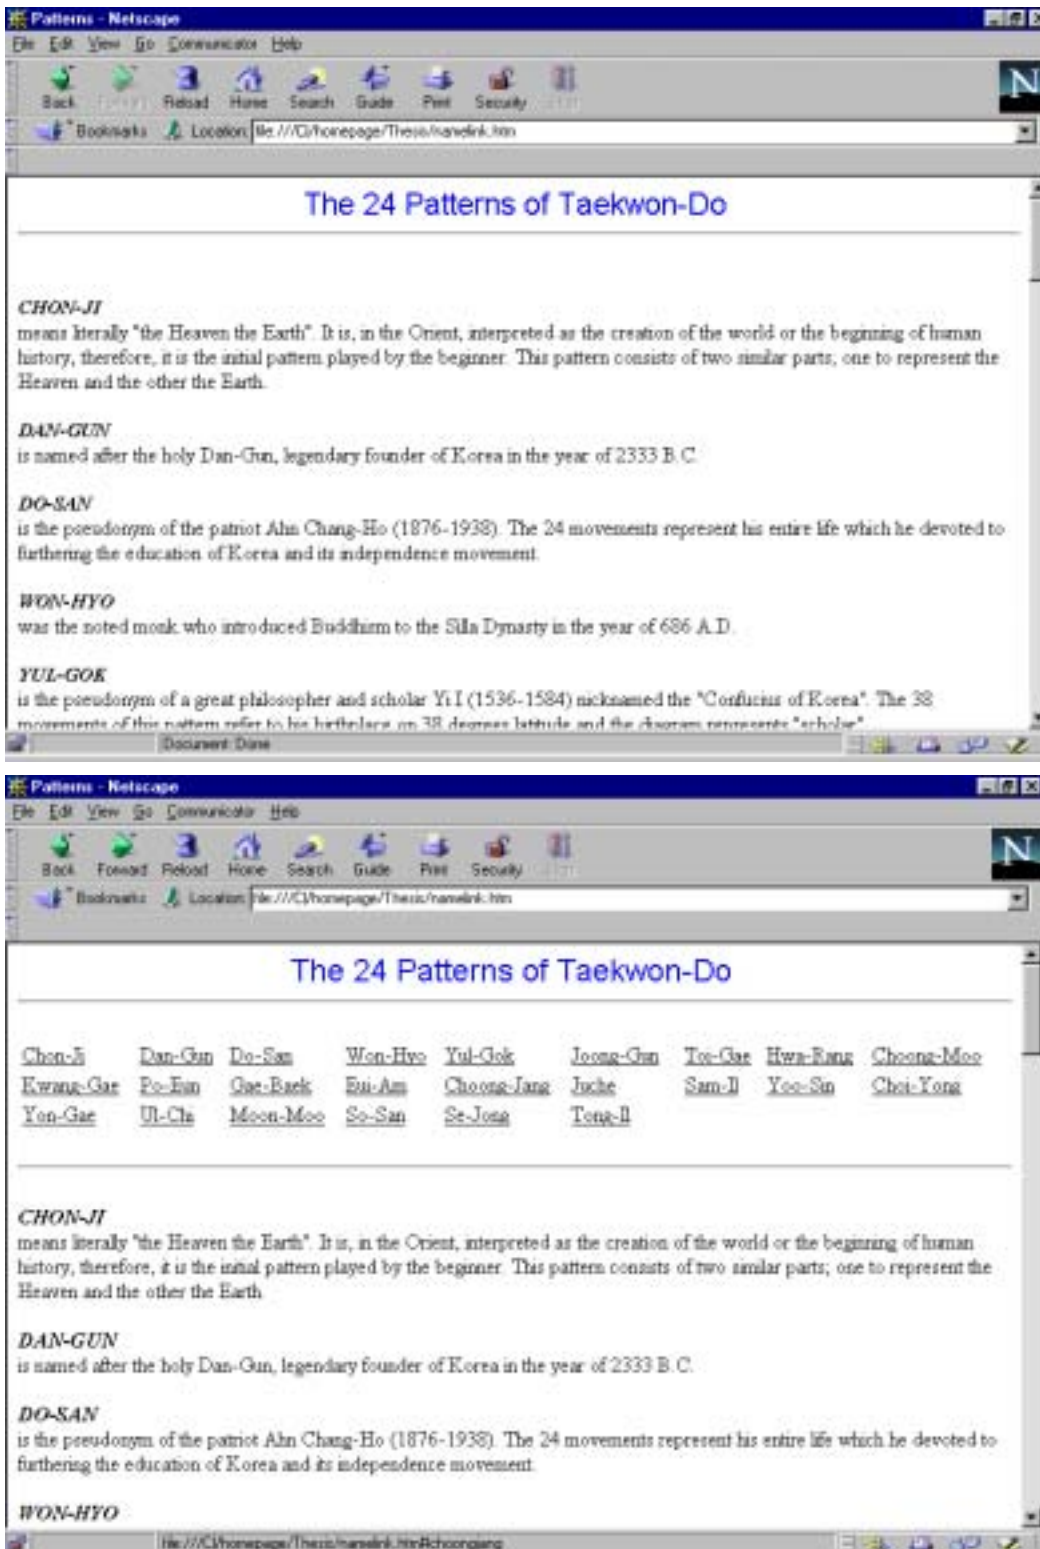 Patterns - Netscape
File Edit View Go Communicator Help
Back Forward Reload Home Search Guide Print Security
Bookmarks Location: file:///C|/homepage/Thesis/namelink.htm
The 24 Patterns of Taekwon-Do
CHON-JI
means literally "the Heaven the Earth". It is, in the Orient, interpreted as the creation of the world or the beginning of human
history, therefore, it is the initial pattern played by the beginner. This pattern consists of two similar parts; one to represent the
Heaven and the other the Earth.
DAN-GUN
is named after the holy Dan-Gun, legendary founder of Korea in the year of 2333 B.C.
DO-SAN
is the pseudonym of the patriot Ahn Chang-Ho (1876-1938). The 24 movements represent his entire life which he devoted to
furthering the education of Korea and its independence movement.
WON-HYO
was the noted monk who introduced Buddhism to the Silla Dynasty in the year of 686 A.D.
YUL-GOK
is the pseudonym of a great philosopher and scholar Yi I (1536-1584) nicknamed the "Confucius of Korea". The 38
movements of this pattern refer to his birthplace on 38 degrees latitude and the diagram represents "scholar".
Document: Done
Patterns - Netscape
File Edit View Go Communicator Help
Back Forward Reload Home Search Guide Print Security
Bookmarks Location: file:///C|/homepage/Thesis/namelink.htm
The 24 Patterns of Taekwon-Do
Chon-Ji Dan-Gun Do-San Won-Hyo Yul-Gok Joong-Gun Toi-Gae Hwa-Rang Choong-Moo
Kwang-Gae Po-Eun Gae-Baek Eui-Am Choong-Jang Juche Sam-Il Yoo-Sin Choi-Yong
Yon-Gae Ul-Chi Moon-Moo So-San Se-Jong Tong-Il
CHON-JI
means literally "the Heaven the Earth". It is, in the Orient, interpreted as the creation of the world or the beginning of human
history, therefore, it is the initial pattern played by the beginner. This pattern consists of two similar parts; one to represent the
Heaven and the other the Earth.
DAN-GUN
is named after the holy Dan-Gun, legendary founder of Korea in the year of 2333 B.C.
DO-SAN
is the pseudonym of the patriot Ahn Chang-Ho (1876-1938). The 24 movements represent his entire life which he devoted to
furthering the education of Korea and its independence movement.
WON-HYO
file:///C|/homepage/Thesis/namelink.htm#choongjang